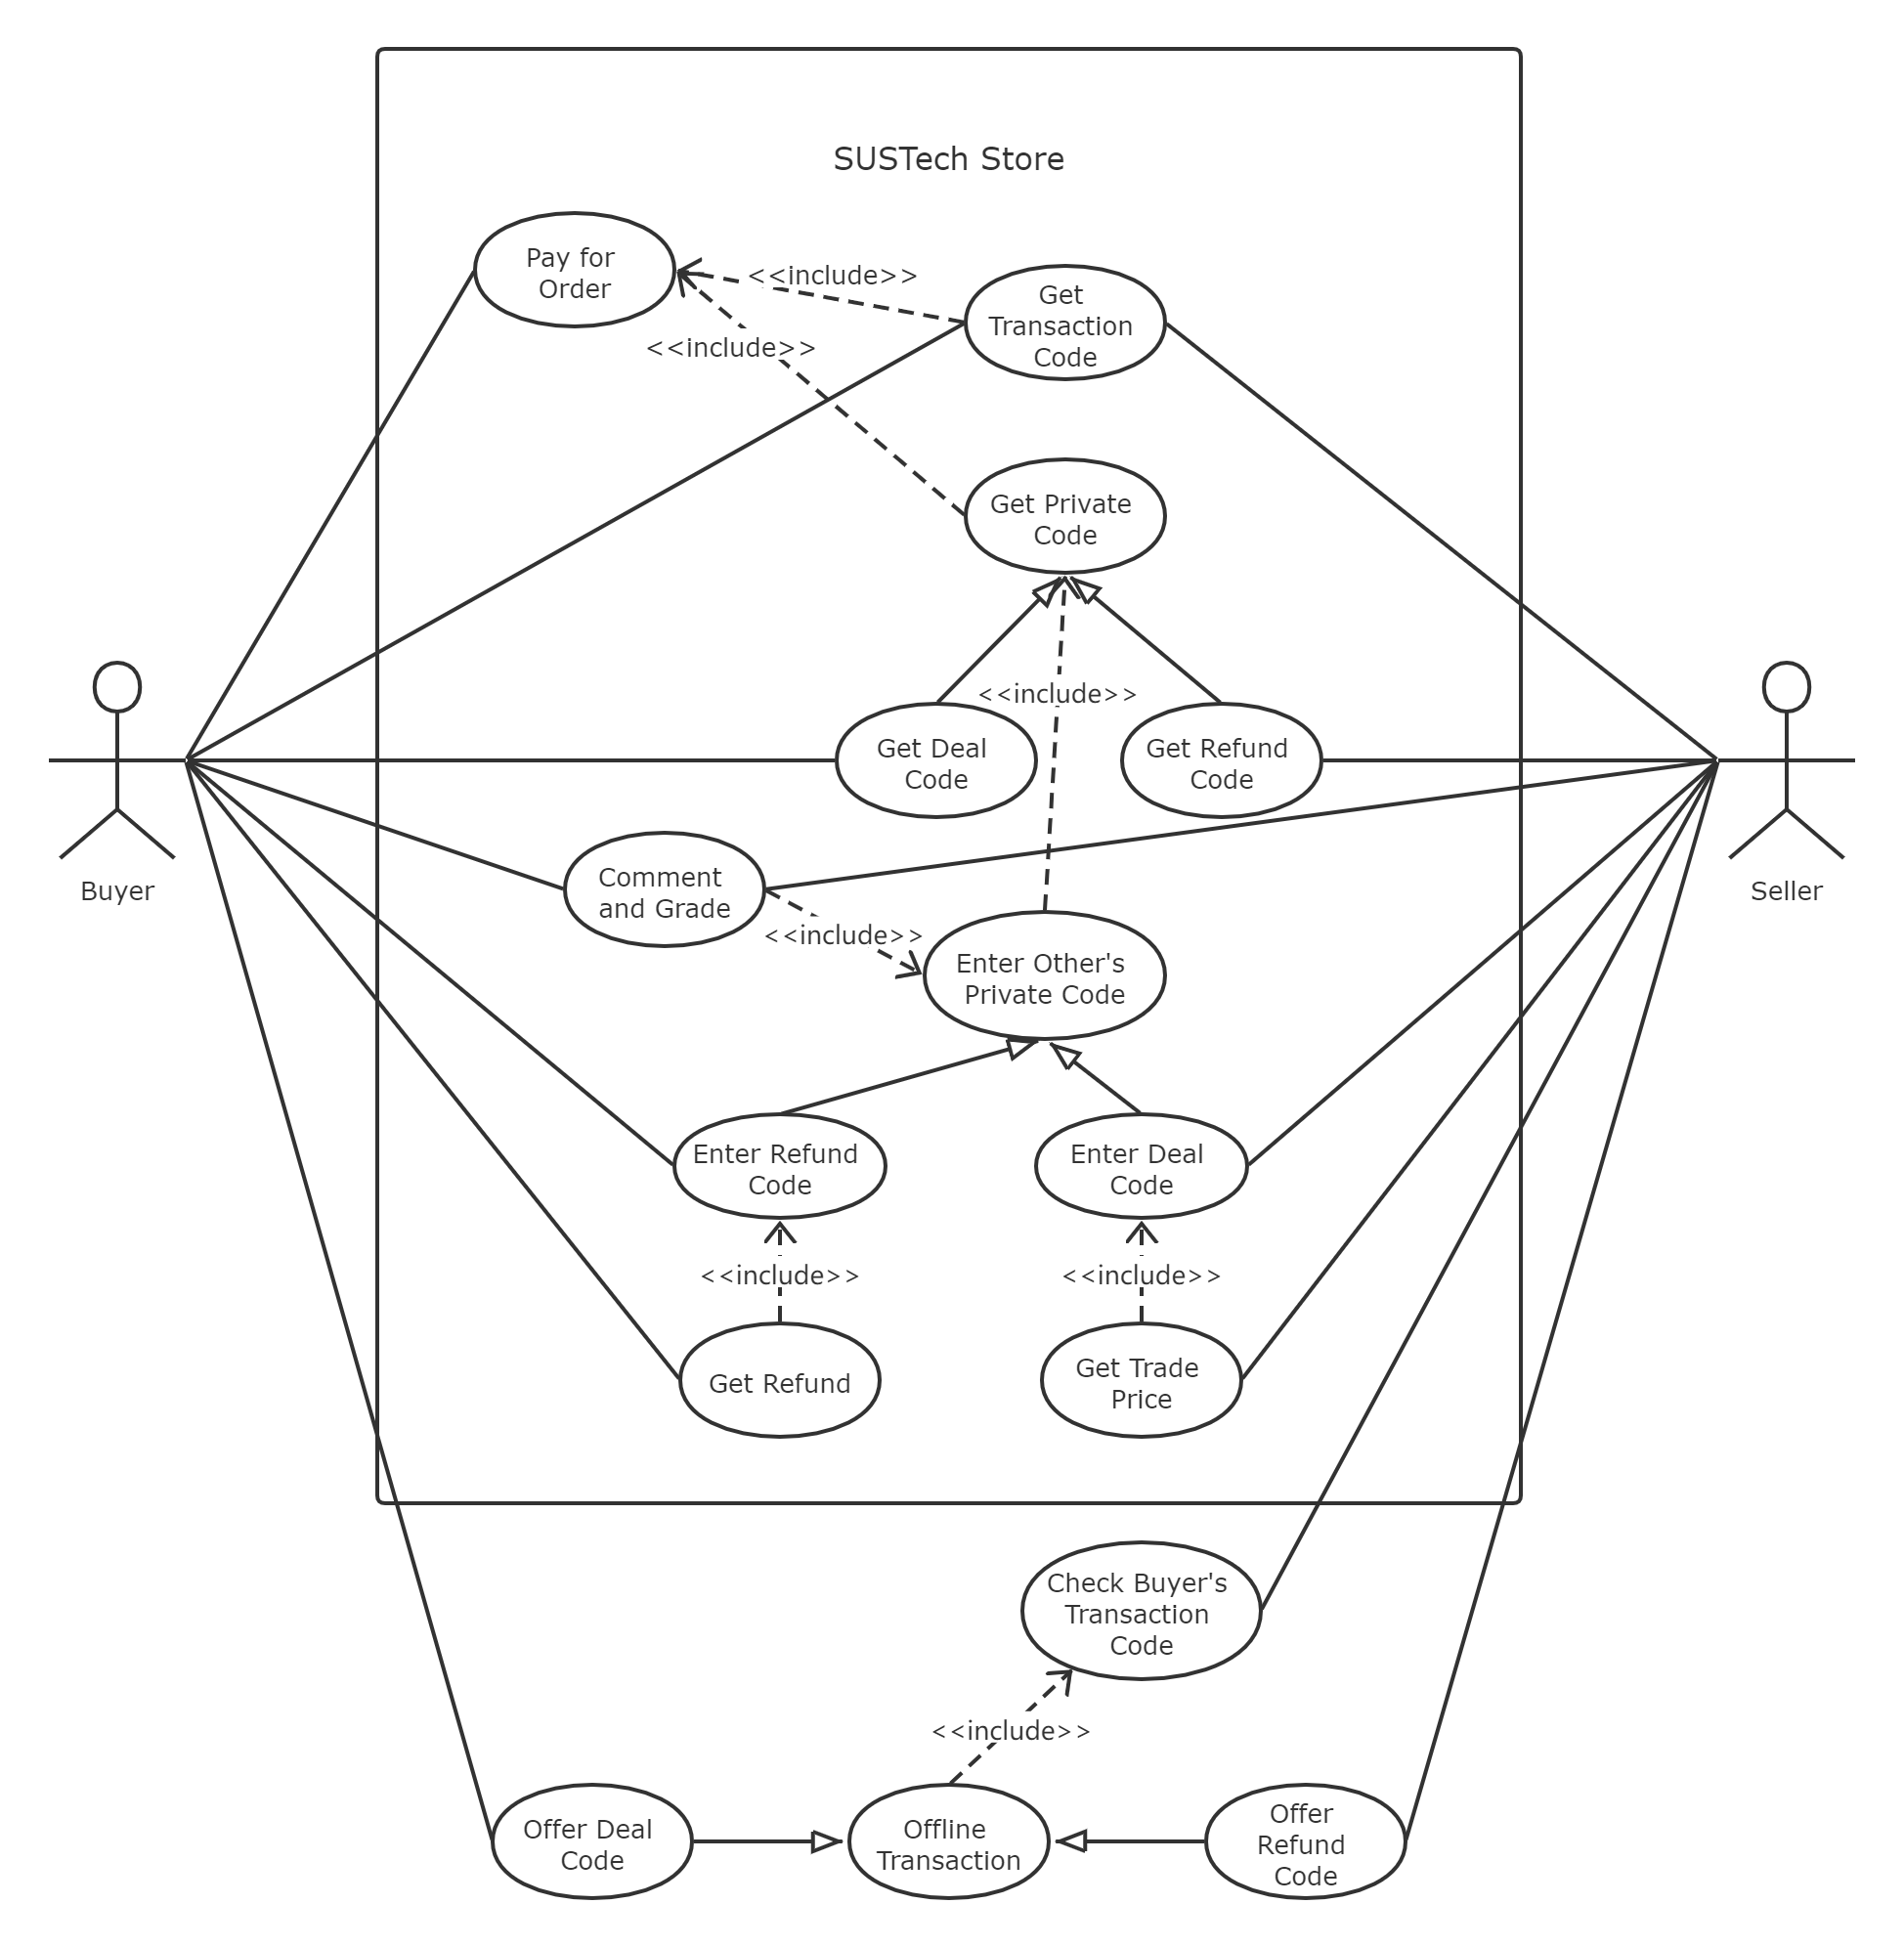 SUSTech Store
Pay for
Order
<<include>>
Get
Transaction
Code
<<include>>
Get Private
Code
<<include>>
Get Deal
Code
Get Refund
Code
Buyer
Seller
Comment
and Grade
<<include>>
Enter Other's
Private Code
Enter Refund
Code
Enter Deal
Code
<<include>>
<<include>>
Get Refund
Get Trade
Price
Check Buyer's
Transaction
Code
<<include>>
Offer Deal
Code
Offline
Transaction
Offer
Refund
Code